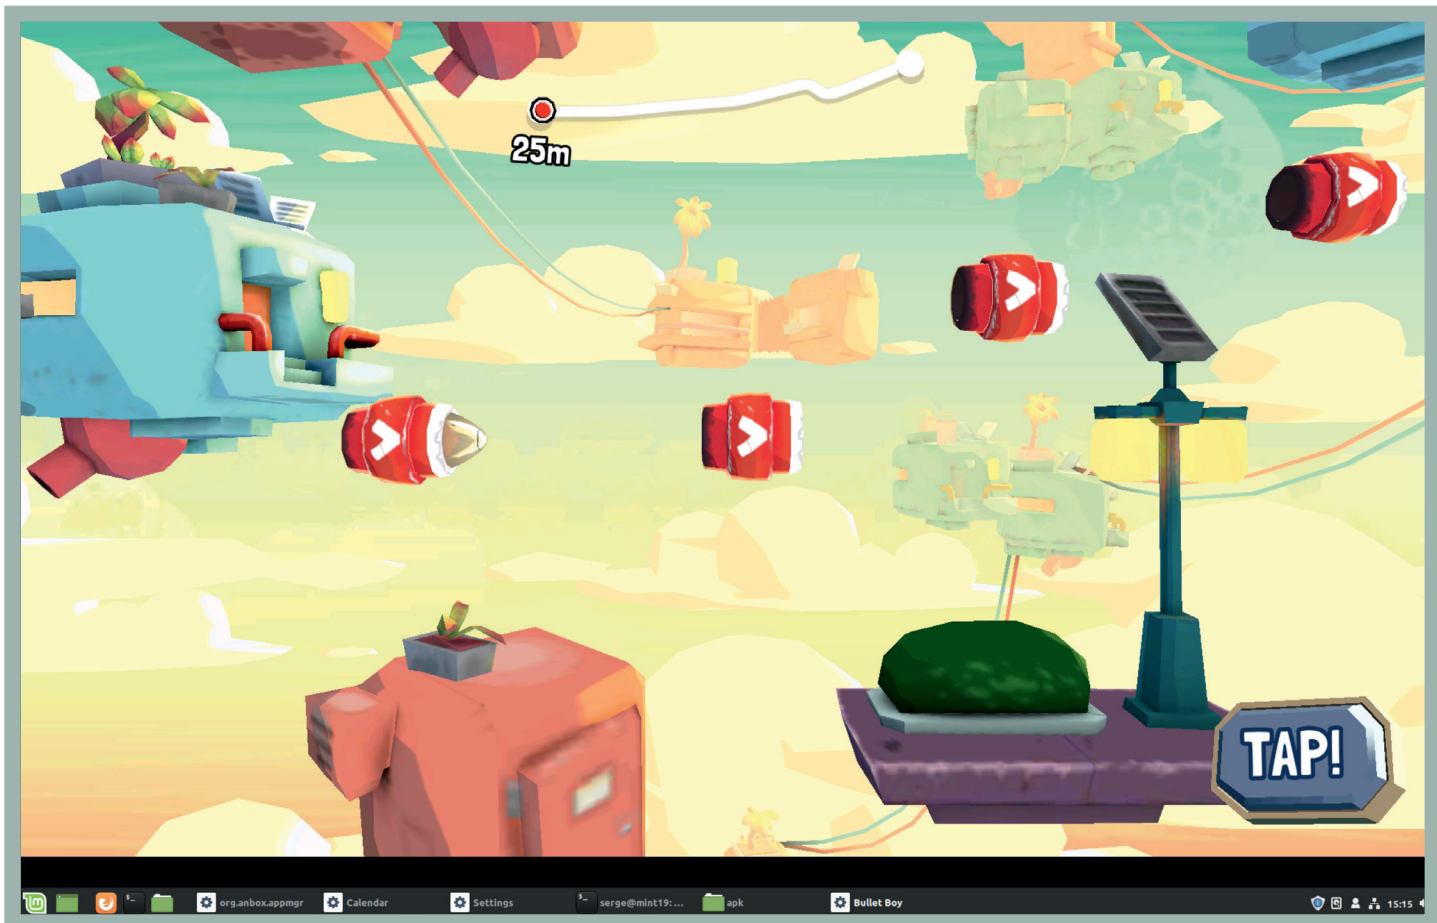 25m
TAP!
org.anbox.appmgr
Calendar
Settings
serge@mint19: ...
apk
Bullet Boy
15:15